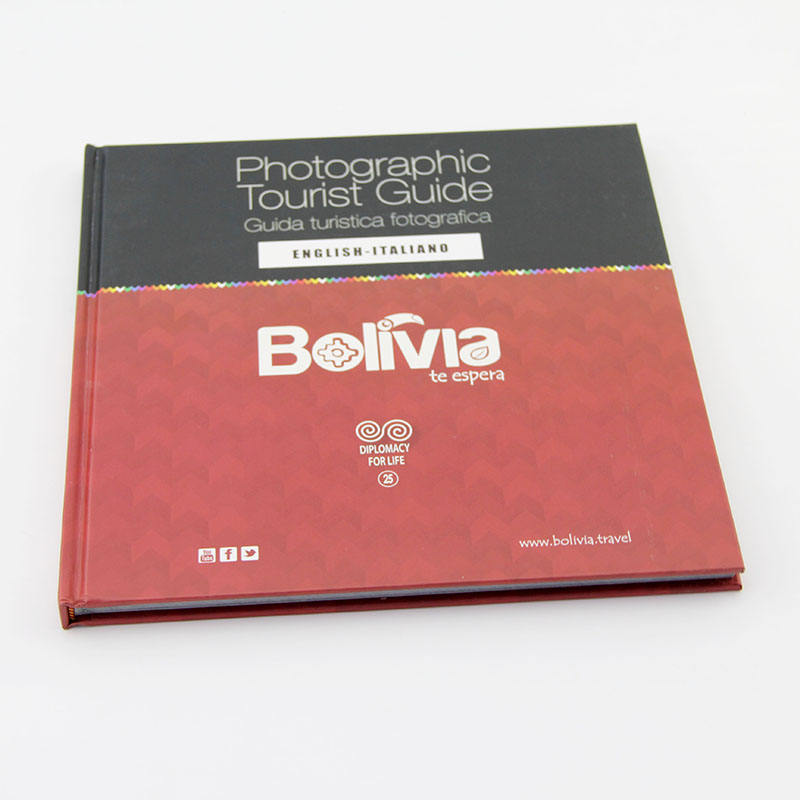 Photographic
Tourist Guide
Guida turistica fotografica
ENGLISH-ITALIANO
Bolivia
te espera
DIPLOMACY
FOR LIFE
25
You Tube f
www.bolivia.travel